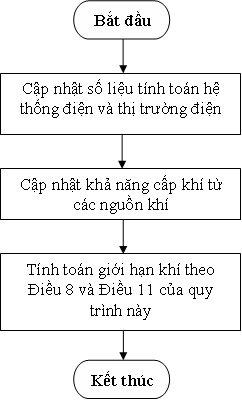 Bắt đầu
Cập nhật số liệu tính toán hệ
thống điện và thị trường điện
Cập nhật khả năng cấp khí từ
các nguồn khí
Tính toán giới hạn khí theo
Điều 8 và Điều 11 của quy
trình này
Kết thúc